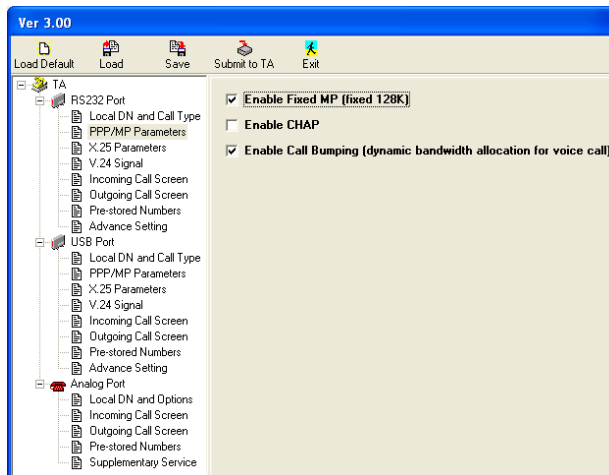 Ver 3.00
Load Default Load Save Submit to TA Exit
TA
RS232 Port
Local DN and Call Type
PPP/MP Parameters
X.25 Parameters
V.24 Signal
Incoming Call Screen
Outgoing Call Screen
Pre-stored Numbers
Advance Setting
USB Port
Local DN and Call Type
PPP/MP Parameters
X.25 Parameters
V.24 Signal
Incoming Call Screen
Outgoing Call Screen
Pre-stored Numbers
Advance Setting
Analog Port
Local DN and Options
Incoming Call Screen
Outgoing Call Screen
Pre-stored Numbers
Supplementary Service
Enable Fixed MP (fixed 128K)
Enable CHAP
Enable Call Bumping (dynamic bandwidth allocation for voice call)